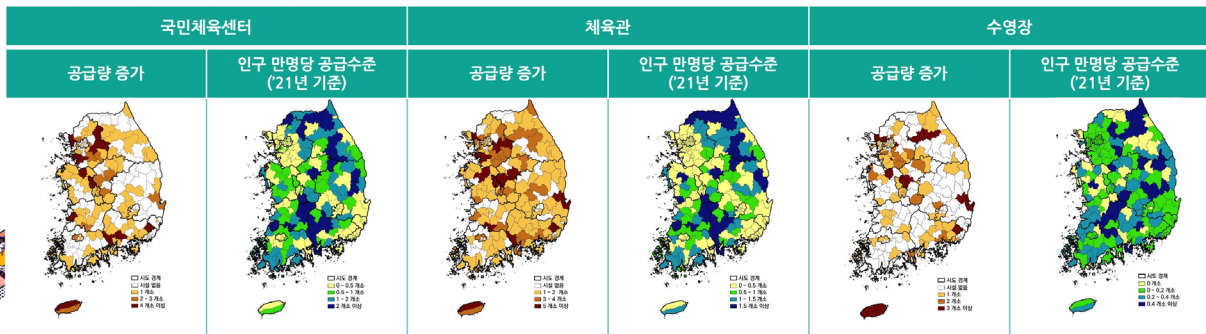 국민체육센터
체육관
수영장
공급량 증가
인구 만명당 공급수준
('21년 기준)
공급량 증가
인구 만명당 공급수준
('21년 기준)
공급량 증가
인구 만명당 공급수준
('21년 기준)
시도 경계
시설 없음
1 개소
2 - 3 개소
4 개소 이상
시도 경계
0 - 0.5 개소
0.5 - 1 개소
1 - 2 개소
2 개소 이상
시도 경계
시설 없음
1 - 2 개소
3 - 4 개소
5 개소 이상
시도 경계
0 - 0.5 개소
0.5 - 1 개소
1 - 1.5 개소
1.5 개소 이상
시도 경계
시설 없음
1 개소
2 개소
3 개소 이상
시도 경계
0 개소
0 - 0.2 개소
0.2 - 0.4 개소
0.4 개소 이상